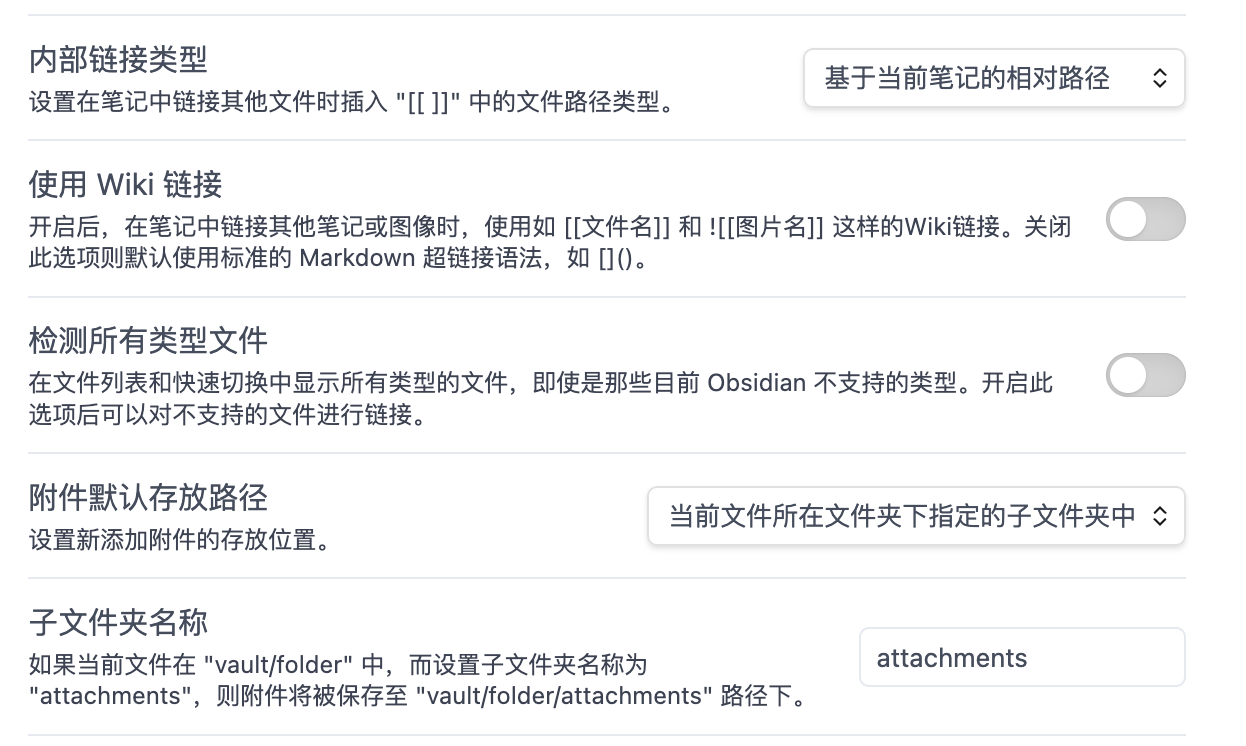 内部链接类型
设置在笔记中链接其他文件时插入 "[[ ]]" 中的文件路径类型。
基于当前笔记的相对路径
使用 Wiki 链接
开启后，在笔记中链接其他笔记或图像时，使用如 [[文件名]] 和 ![[图片名]] 这样的Wiki链接。关闭
此选项则默认使用标准的 Markdown 超链接语法，如 []()。
检测所有类型文件
在文件列表和快速切换中显示所有类型的文件，即使是那些目前 Obsidian 不支持的类型。开启此
选项后可以对不支持的文件进行链接。
附件默认存放路径
设置新添加附件的存放位置。
当前文件所在文件夹下指定的子文件夹中
子文件夹名称
如果当前文件在 "vault/folder" 中，而设置子文件夹名称为
"attachments"，则附件将被保存至 "vault/folder/attachments" 路径下。
attachments